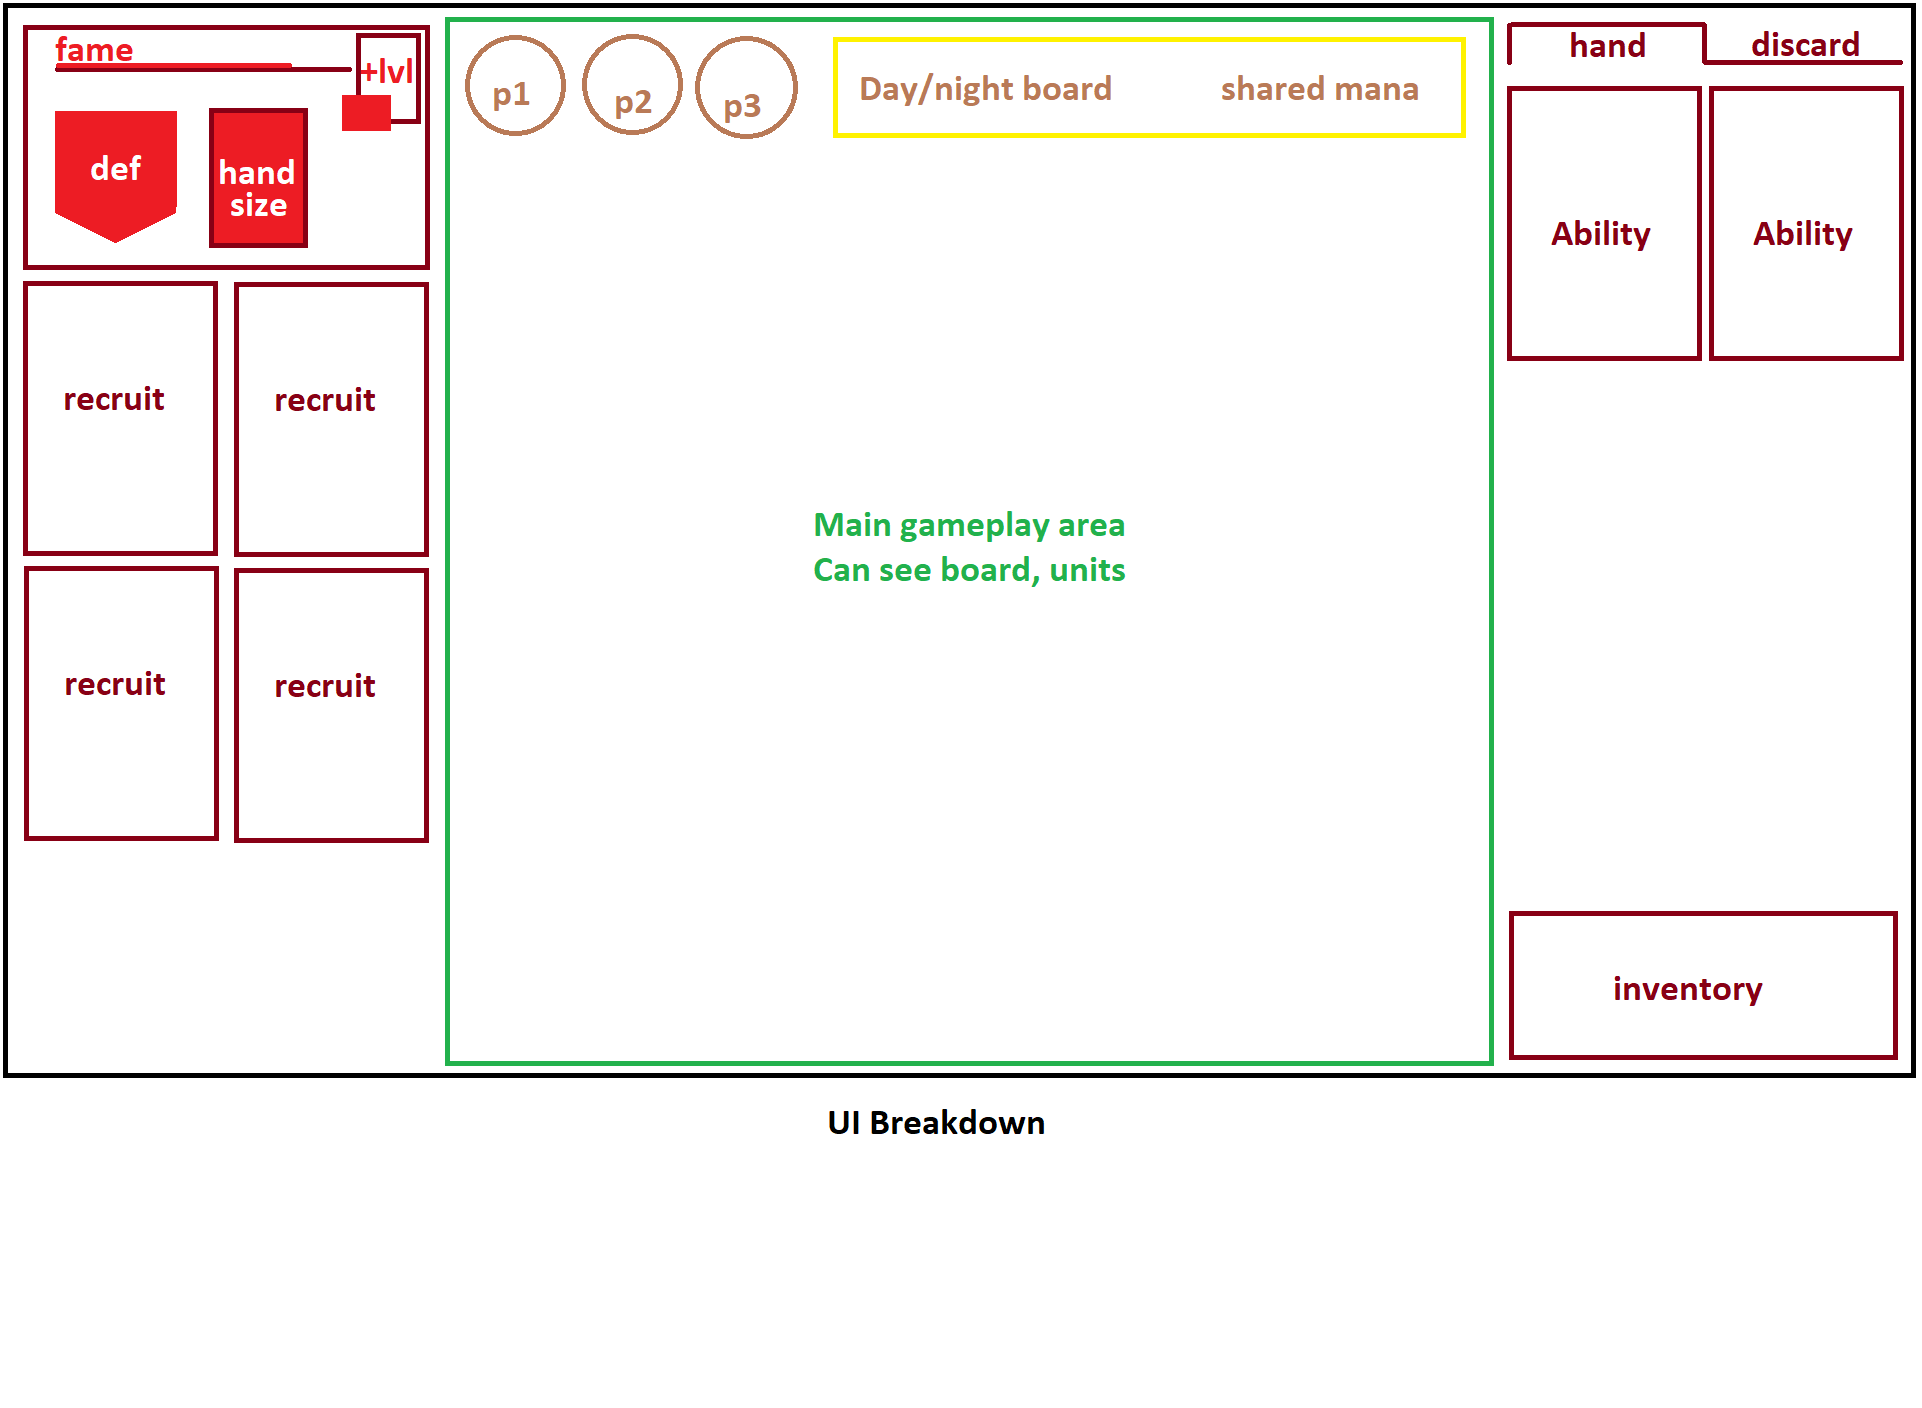 fame
+lvl
def
hand
size
recruit
recruit
recruit
recruit
p1
p2
p3
Day/night board
shared mana
Main gameplay area
Can see board, units
hand
discard
Ability
Ability
inventory
UI Breakdown